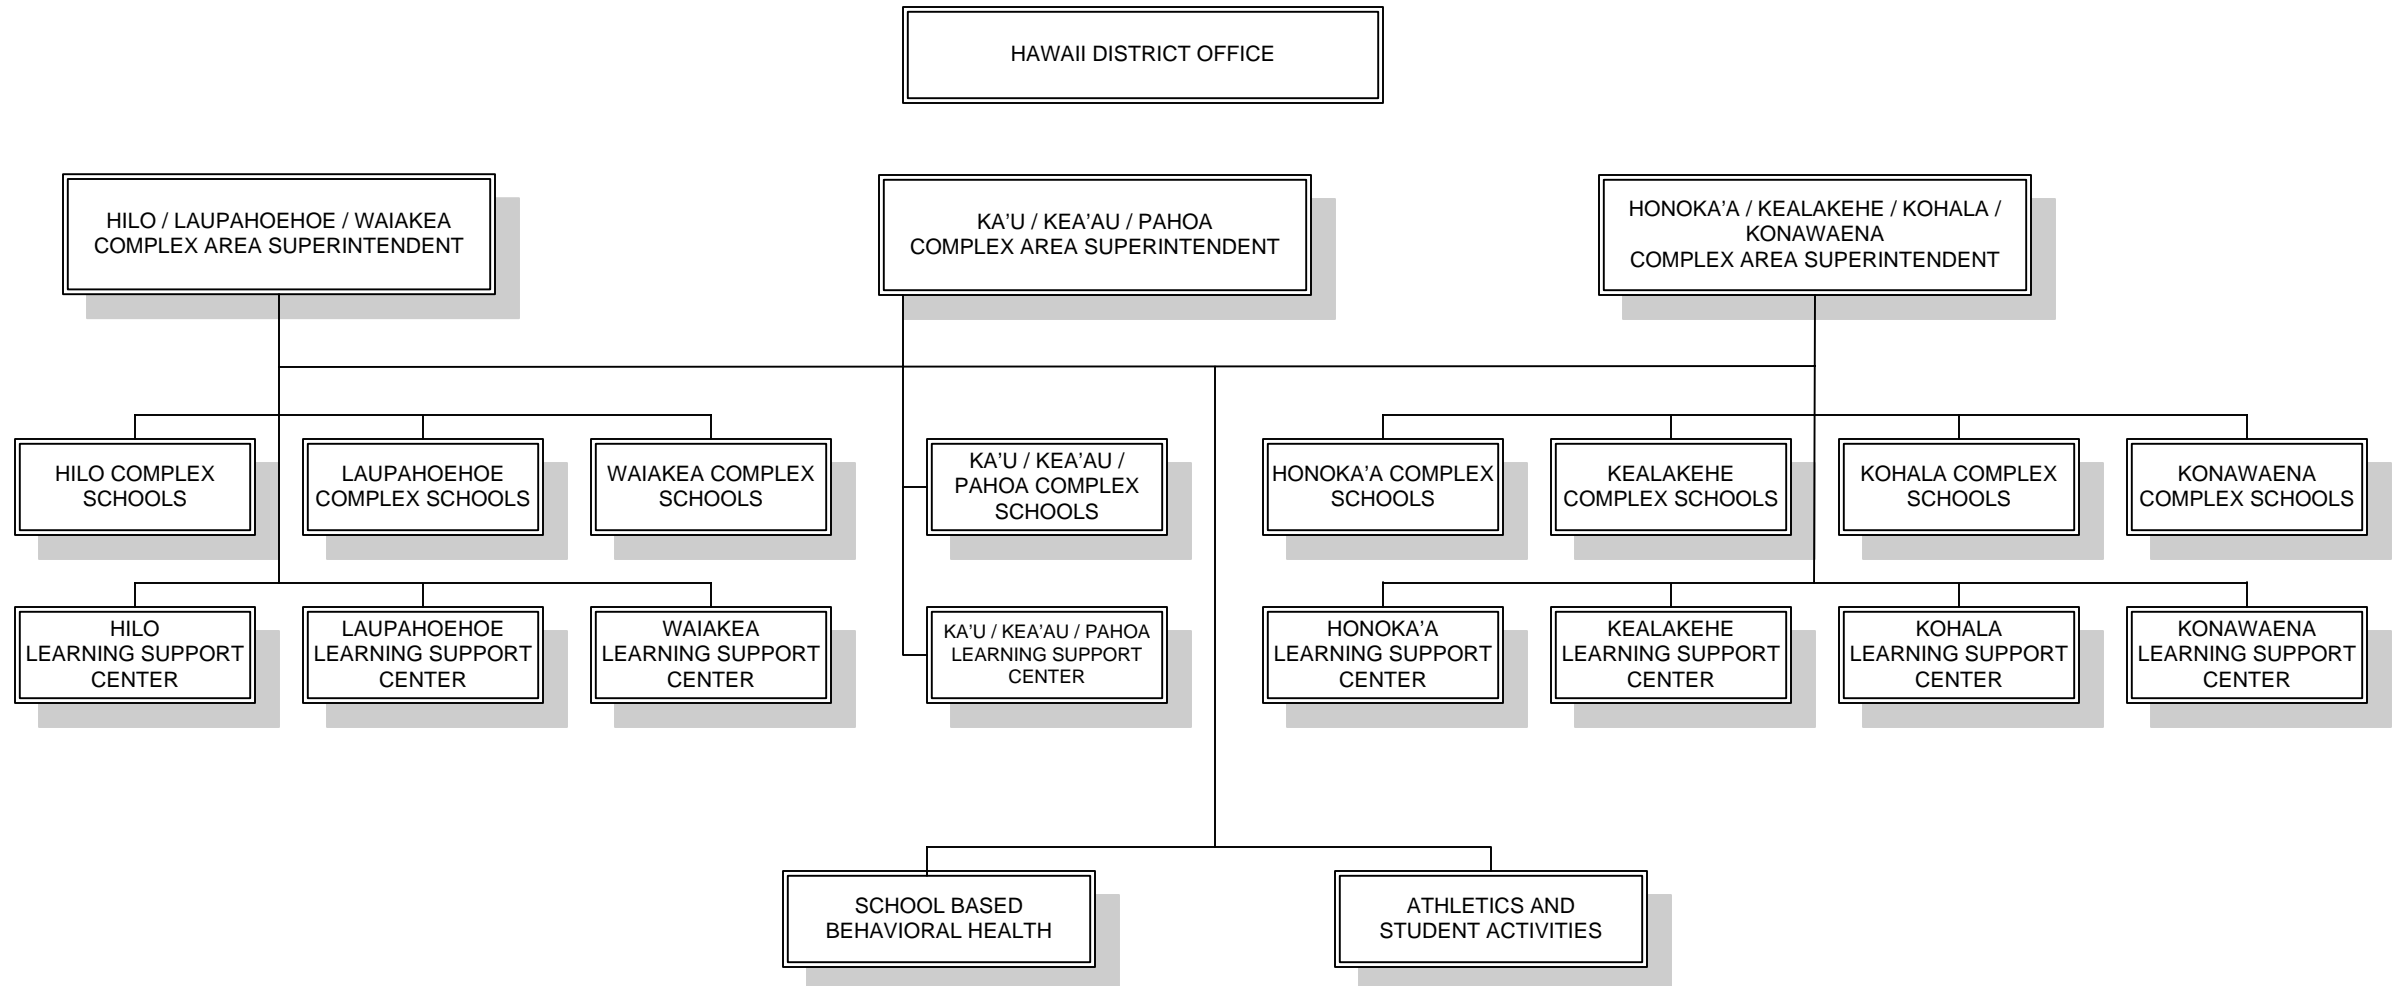 HAWAII DISTRICT OFFICE
HILO / LAUPAHOEHOE / WAIAKEA
COMPLEX AREA SUPERINTENDENT
KA’U / KEA’AU / PAHOA
COMPLEX AREA SUPERINTENDENT
HONOKA’A / KEALAKEHE / KOHALA /
KONAWAENA
COMPLEX AREA SUPERINTENDENT
HILO COMPLEX
SCHOOLS
LAUPAHOEHOE
COMPLEX SCHOOLS
WAIAKEA COMPLEX
SCHOOLS
KA’U / KEA’AU /
PAHOA COMPLEX
SCHOOLS
HONOKA’A COMPLEX
SCHOOLS
KEALAKEHE
COMPLEX SCHOOLS
KOHALA COMPLEX
SCHOOLS
KONAWAENA
COMPLEX SCHOOLS
HILO
LEARNING SUPPORT
CENTER
LAUPAHOEHOE
LEARNING SUPPORT
CENTER
WAIAKEA
LEARNING SUPPORT
CENTER
KA’U / KEA’AU / PAHOA
LEARNING SUPPORT
CENTER
HONOKA’A
LEARNING SUPPORT
CENTER
KEALAKEHE
LEARNING SUPPORT
CENTER
KOHALA
LEARNING SUPPORT
CENTER
KONAWAENA
LEARNING SUPPORT
CENTER
SCHOOL BASED
BEHAVIORAL HEALTH
ATHLETICS AND
STUDENT ACTIVITIES